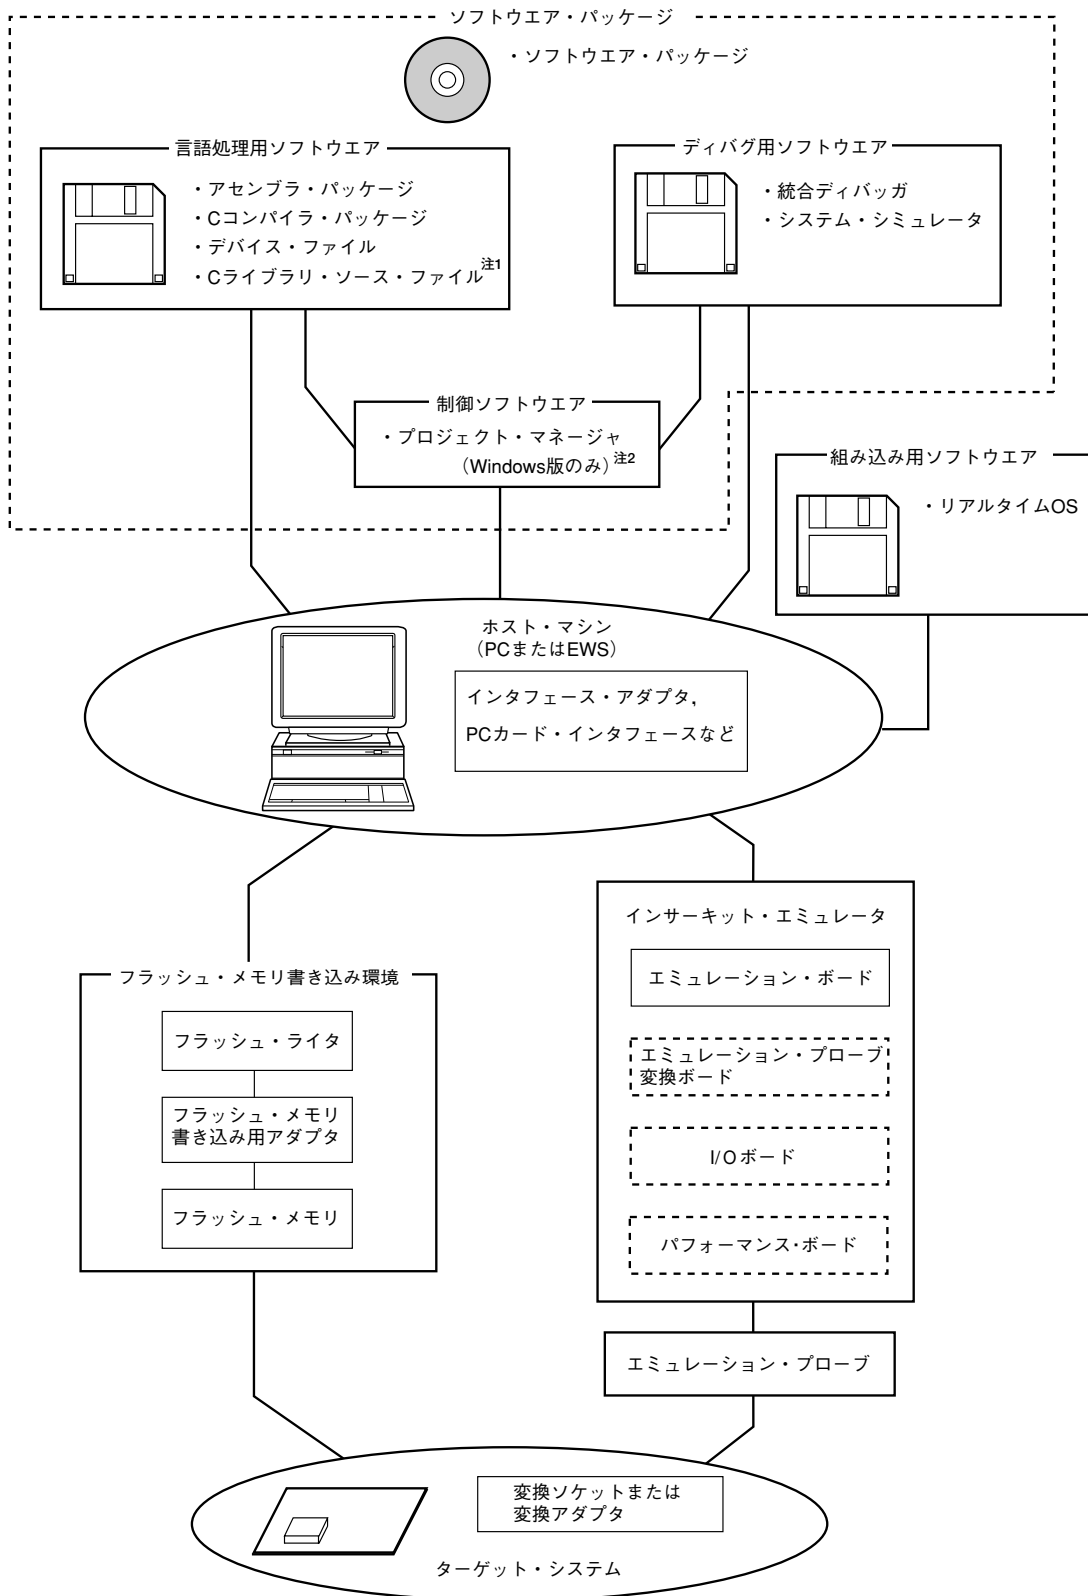 ソフトウエア・パッケージ
・ソフトウエア・パッケージ
言語処理用ソフトウエア
・アセンブラ・パッケージ
・Cコンパイラ・パッケージ
・デバイス・ファイル
・Cライブラリ・ソース・ファイル注1
ディバグ用ソフトウエア
・統合ディバッガ
・システム・シミュレータ
制御ソフトウエア
・プロジェクト・マネージャ
（Windows版のみ）注2
組み込み用ソフトウエア
・リアルタイムOS
ホスト・マシン
（PCまたはEWS）
インタフェース・アダプタ,
PCカード・インタフェースなど
フラッシュ・メモリ書き込み環境
フラッシュ・ライタ
フラッシュ・メモリ
書き込み用アダプタ
フラッシュ・メモリ
インサーキット・エミュレータ
エミュレーション・ボード
エミュレーション・プローブ
変換ボード
I/Oボード
パフォーマンス・ボード
エミュレーション・プローブ
変換ソケットまたは
変換アダプタ
ターゲット・システム